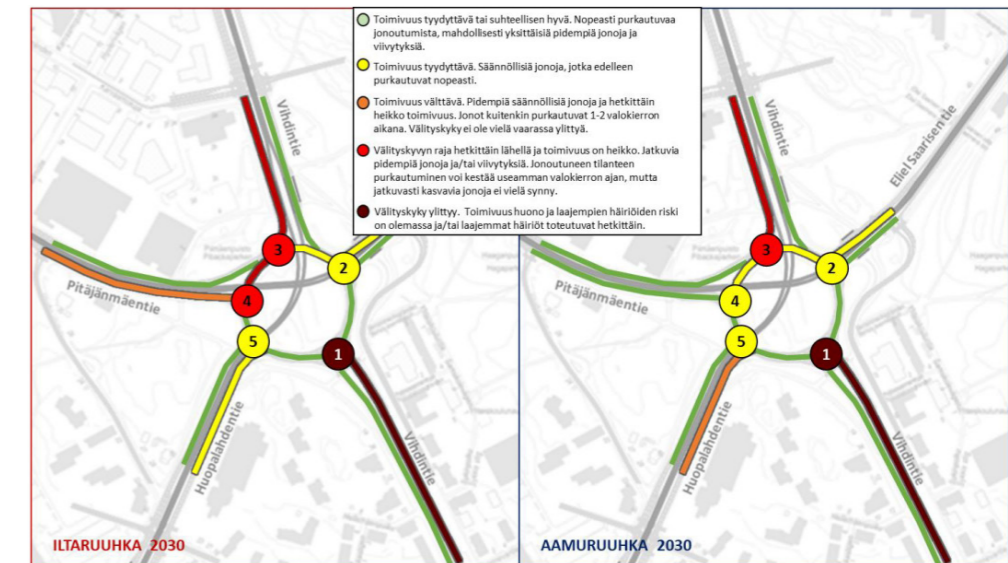 Toimivuus tyydyttävä tai suhteellisen hyvä. Nopeasti purkautuvaa
jonoutumista, mahdollisesti yksittäisiä pidempiä jonoja ja
viivytyksiä.
Toimivuus tyydyttävä. Säännöllisiä jonoja, jotka edelleen
purkautuvat nopeasti.
Toimivuus välttävä. Pidempiä säännöllisiä jonoja ja hetkittäin
heikko toimivuus. Jonot kuitenkin purkautuvat 1-2 valokierron
aikana. Välityskyky ei ole vielä vaarassa ylittyä.
Välityskyvyn raja hetkittäin lähellä ja toimivuus on heikko. Jatkuvia
pidempiä jonoja ja/tai viivytyksiä. Jonoutuneen tilanteen
purkautuminen voi kestää useamman valokierron ajan, mutta
jatkuvasti kasvavia jonoja ei vielä synny.
Välityskyky ylittyy. Toimivuus huono ja laajempien häiriöiden riski
on olemassa ja/tai laajemmat häiriöt toteutuvat hetkittäin.
Vihdintie
3
2
Pitäjänmäentie
4
5
1
Huopalahdentie
Vihdintie
ILTARUUHKA 2030
Vihdintie
Eliel Saarisen tie
3
2
Pitäjänmäentie
4
5
1
Huopalahdentie
Vihdintie
AAMURUUHKA 2030